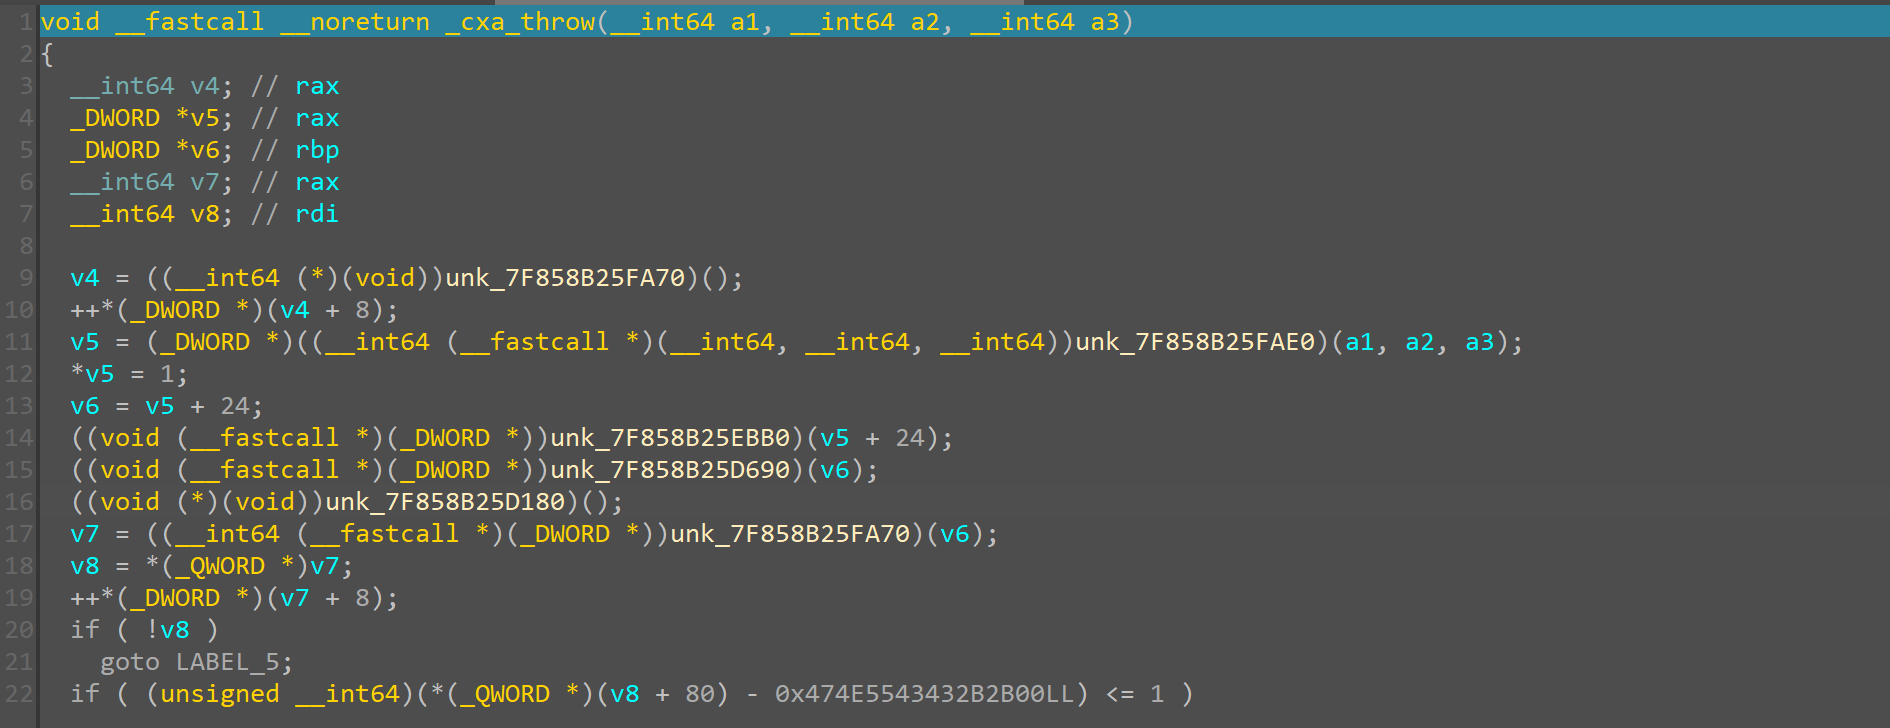 1 void __fastcall __noreturn _cxa_throw(__int64 a1, __int64 a2, __int64 a3)
2 {
3   __int64 v4; // rax
4   _DWORD *v5; // rax
5   _DWORD *v6; // rbp
6   __int64 v7; // rax
7   __int64 v8; // rdi
8
9   v4 = ((__int64 (*)(void))unk_7F858B25FA70)();
10   ++*(_DWORD *)(v4 + 8);
11   v5 = (_DWORD *)((__int64 (__fastcall *)(__int64, __int64, __int64))unk_7F858B25FAE0)(a1, a2, a3);
12   *v5 = 1;
13   v6 = v5 + 24;
14   ((void (__fastcall *)(_DWORD *))unk_7F858B25EBB0)(v5 + 24);
15   ((void (__fastcall *)(_DWORD *))unk_7F858B25D690)(v6);
16   ((void (*)(void))unk_7F858B25D180)();
17   v7 = ((__int64 (__fastcall *)(_DWORD *))unk_7F858B25FA70)(v6);
18   v8 = *(_QWORD *)v7;
19   ++*(_DWORD *)(v7 + 8);
20   if ( !v8 )
21     goto LABEL_5;
22   if ( (unsigned __int64)(*(_QWORD *)(v8 + 80) - 0x474E5543432B2B00LL) <= 1 )